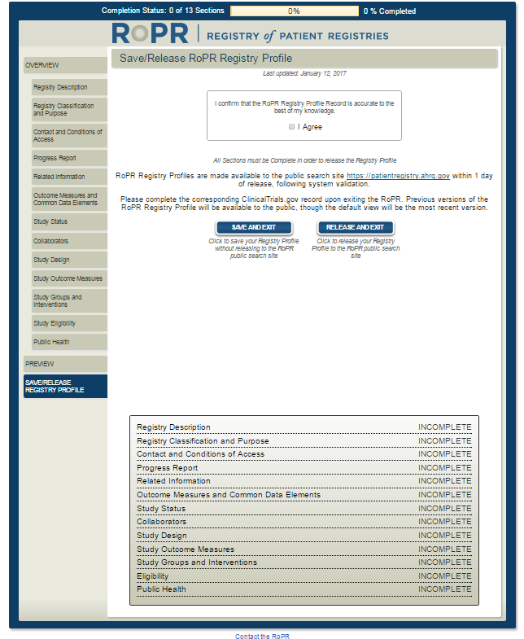 Completion Status: 0 of 13 Sections
0%
0 % Completed
RoPR | REGISTRY of PATIENT REGISTRIES
OVERVIEW
Registry Description
Registry Classification
and Purpose
Contact and Conditions of
Access
Progress Report
Related Information
Outcome Measures and
Common Data Elements
Study Status
Collaborators
Study Design
Study Outcome Measures
Study Groups and
Interventions
Study Eligibility
Public Health
PREVIEW
SAVE/RELEASE
REGISTRY PROFILE
Save/Release RoPR Registry Profile
Last updated: January 12, 2017
I confirm that the RoPR Registry Profile Record is accurate to the
best of my knowledge.
I Agree
All Sections must be Complete in order to release the Registry Profile
RoPR Registry Profiles are made available to the public search site https://patientregistry.ahrq.gov within 1 day
of release, following system validation.
Please complete the corresponding ClinicalTrials.gov record upon exiting the RoPR. Previous versions of the
RoPR Registry Profile will be available to the public, though the default view will be the most recent version.
SAVE AND EXIT
Click to save your Registry Profile
without releasing to the RoPR
public search site
RELEASE AND EXIT
Click to release your Registry
Profile to the RoPR public search
site
Registry Description INCOMPLETE
Registry Classification and Purpose INCOMPLETE
Contact and Conditions of Access INCOMPLETE
Progress Report INCOMPLETE
Related Information INCOMPLETE
Outcome Measures and Common Data Elements INCOMPLETE
Study Status INCOMPLETE
Collaborators INCOMPLETE
Study Design INCOMPLETE
Study Outcome Measures INCOMPLETE
Study Groups and Interventions INCOMPLETE
Eligibility INCOMPLETE
Public Health INCOMPLETE
Contact the RoPR